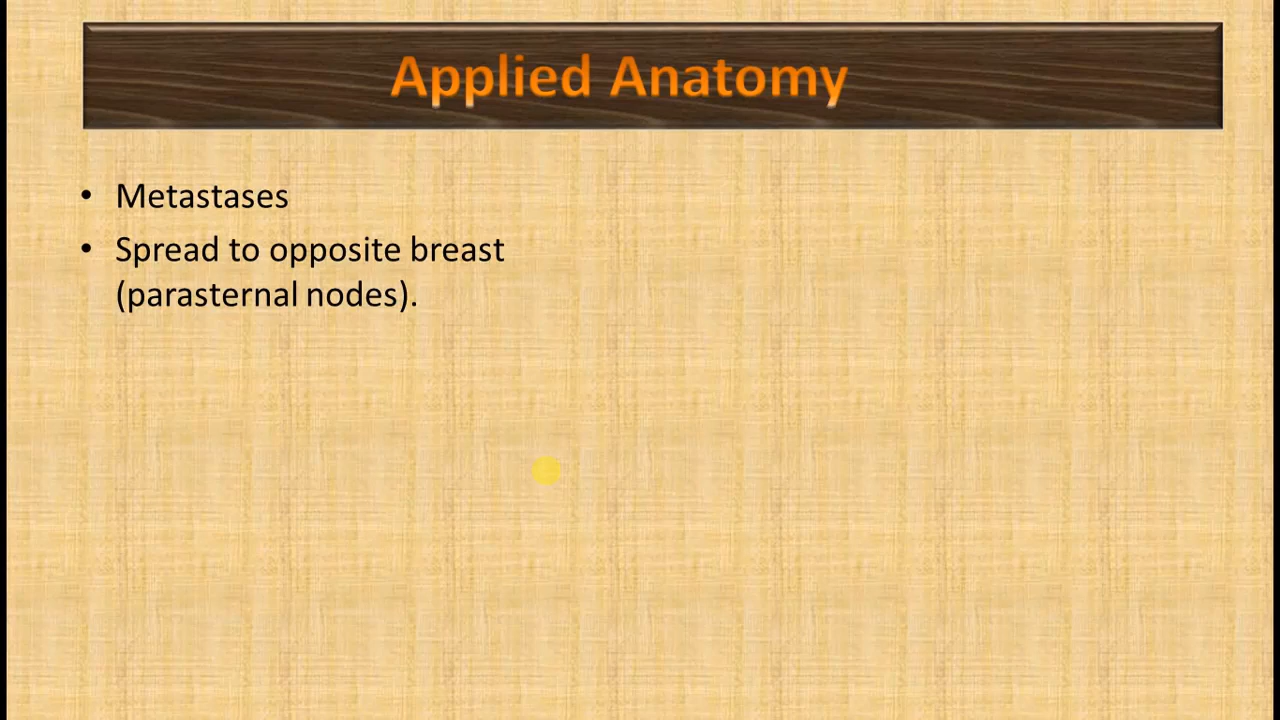 Applied Anatomy
• Metastases
• Spread to opposite breast
(parasternal nodes).